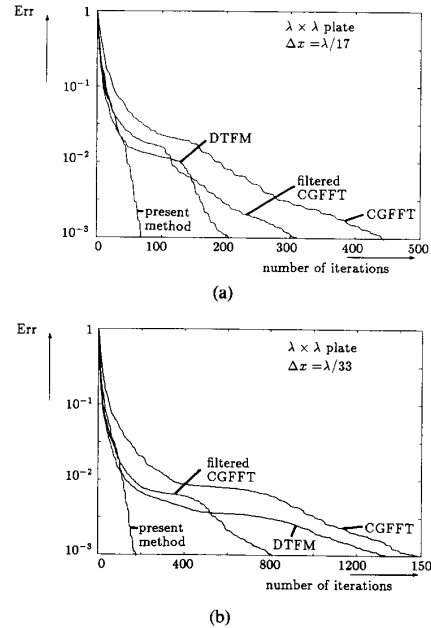 Err
1
λ × λ plate
Δx = λ/17
10⁻¹
DTFM
10⁻²
filtered
CGFFT
CGFFT
present
method
10⁻³
0 100 200 300 400 500
number of iterations
(a)
Err
1
λ × λ plate
Δx = λ/33
10⁻¹
filtered
CGFFT
10⁻²
CGFFT
present
method
DTFM
10⁻³
0 400 800 1200 150
number of iterations
(b)